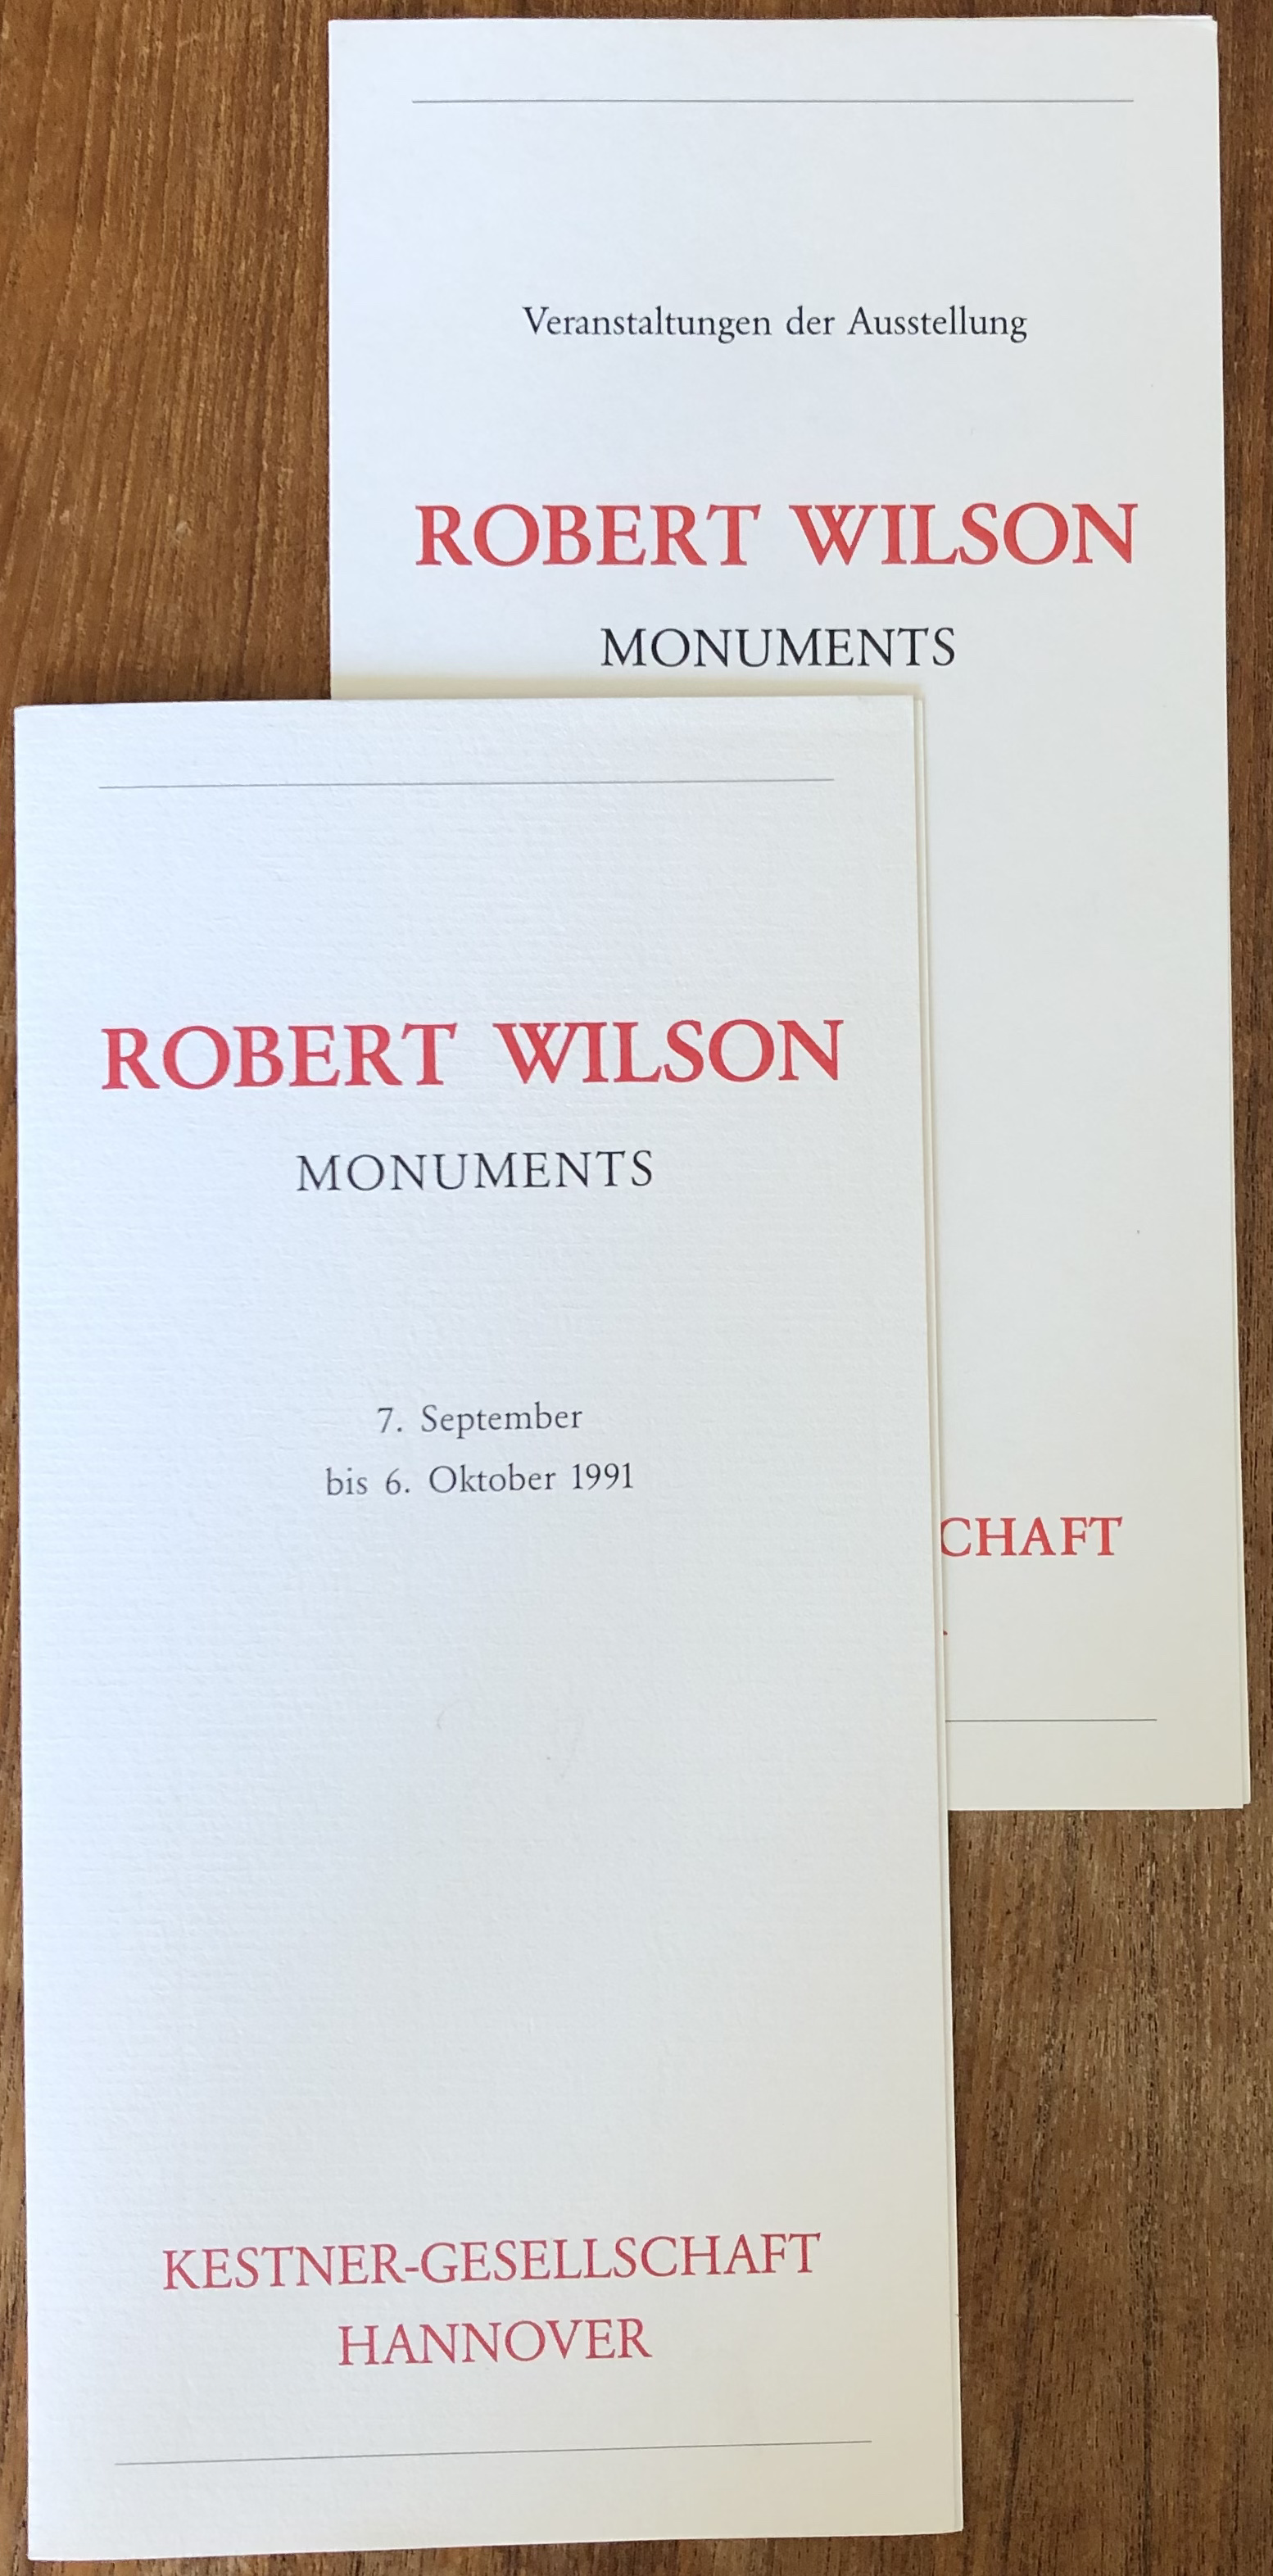 Veranstaltungen der Ausstellung
ROBERT WILSON
MONUMENTS
CHAFT
ROBERT WILSON
MONUMENTS
7. September
bis 6. Oktober 1991
KESTNER-GESELLSCHAFT
HANNOVER